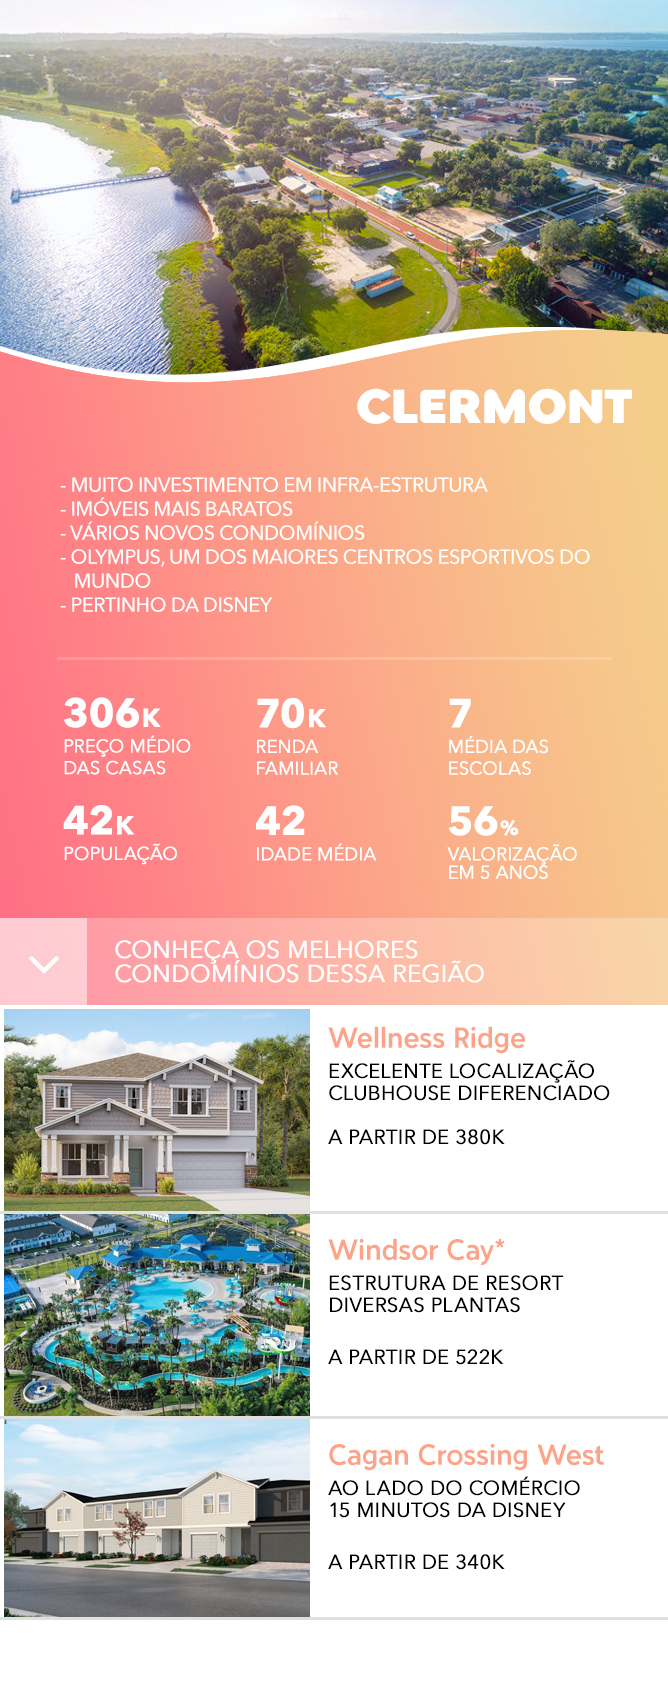 CLERMONT
- MUITO INVESTIMENTO EM INFRA-ESTRUTURA
- IMÓVEIS MAIS BARATOS
- VÁRIOS NOVOS CONDOMÍNIOS
- OLYMPUS, UM DOS MAIORES CENTROS ESPORTIVOS DO
MUNDO
- PERTINHO DA DISNEY
306K
PREÇO MÉDIO
DAS CASAS
70K
RENDA
FAMILIAR
7
MÉDIA DAS
ESCOLAS
42K
POPULAÇÃO
42
IDADE MÉDIA
56%
VALORIZAÇÃO
EM 5 ANOS
CONHEÇA OS MELHORES
CONDOMÍNIOS DESSA REGIÃO
Wellness Ridge
EXCELENTE LOCALIZAÇÃO
CLUBHOUSE DIFERENCIADO
A PARTIR DE 380K
Windsor Cay*
ESTRUTURA DE RESORT
DIVERSAS PLANTAS
A PARTIR DE 522K
Cagan Crossing West
AO LADO DO COMÉRCIO
15 MINUTOS DA DISNEY
A PARTIR DE 340K